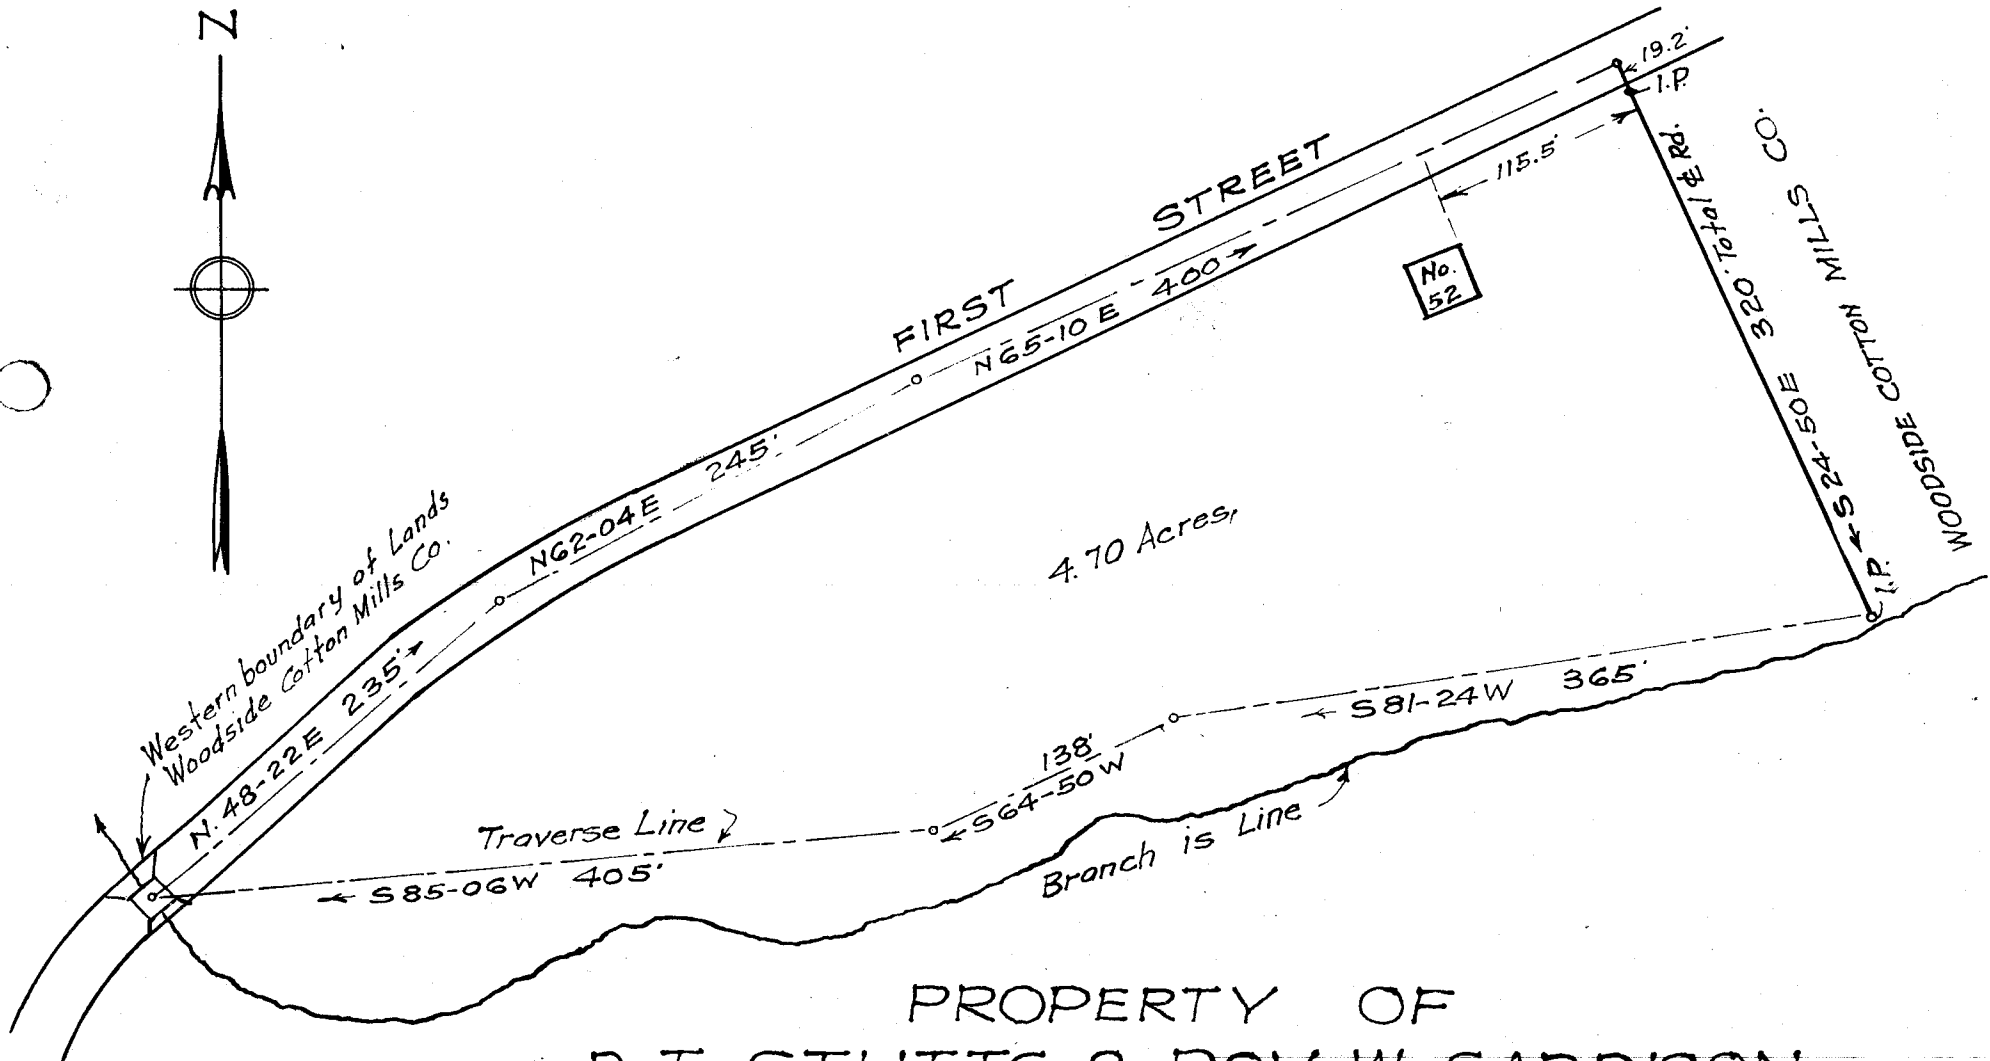 N
19.2'
I.P.
115.5'
FIRST STREET
N65-10 E 400
No.
52
320' Total ⅊ Rd.
S24-50E
I.P.
WOODSIDE COTTON MILLS CO.
N62-04E 245'
4.70 Acres,
Western boundary of Lands
Woodside Cotton Mills Co.
N. 48-22E 235'
S81-24W 365'
138'
S64-50W
Traverse Line
S85-06W 405'
Branch is Line
PROPERTY OF